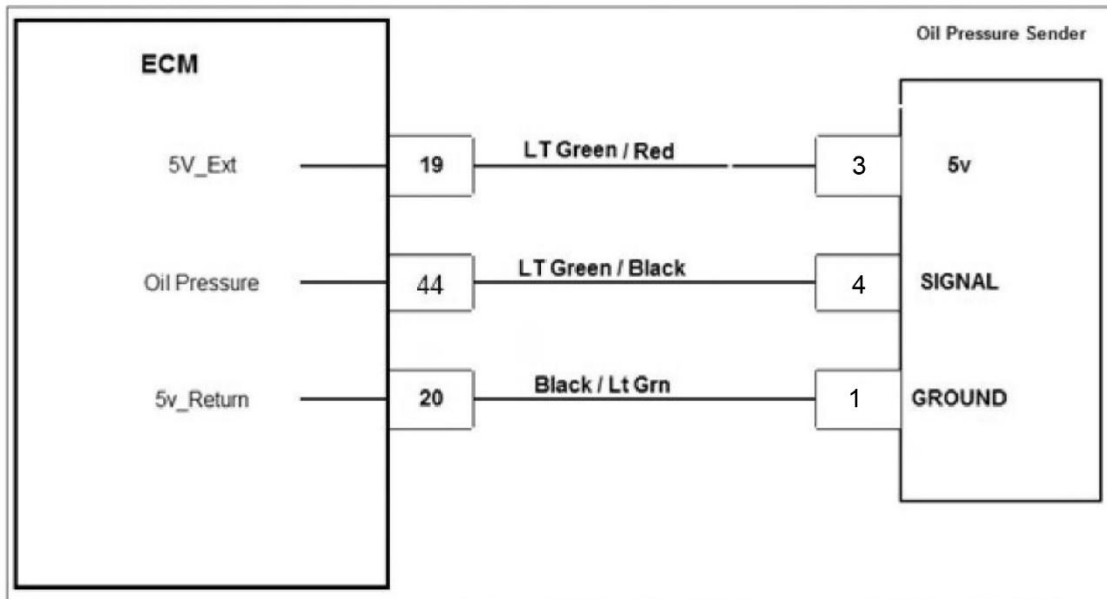 Oil Pressure Sender
ECM
5V_Ext
19
LT Green / Red
3
5v
Oil Pressure
44
LT Green / Black
4
SIGNAL
5v_Return
20
Black / Lt Grn
1
GROUND